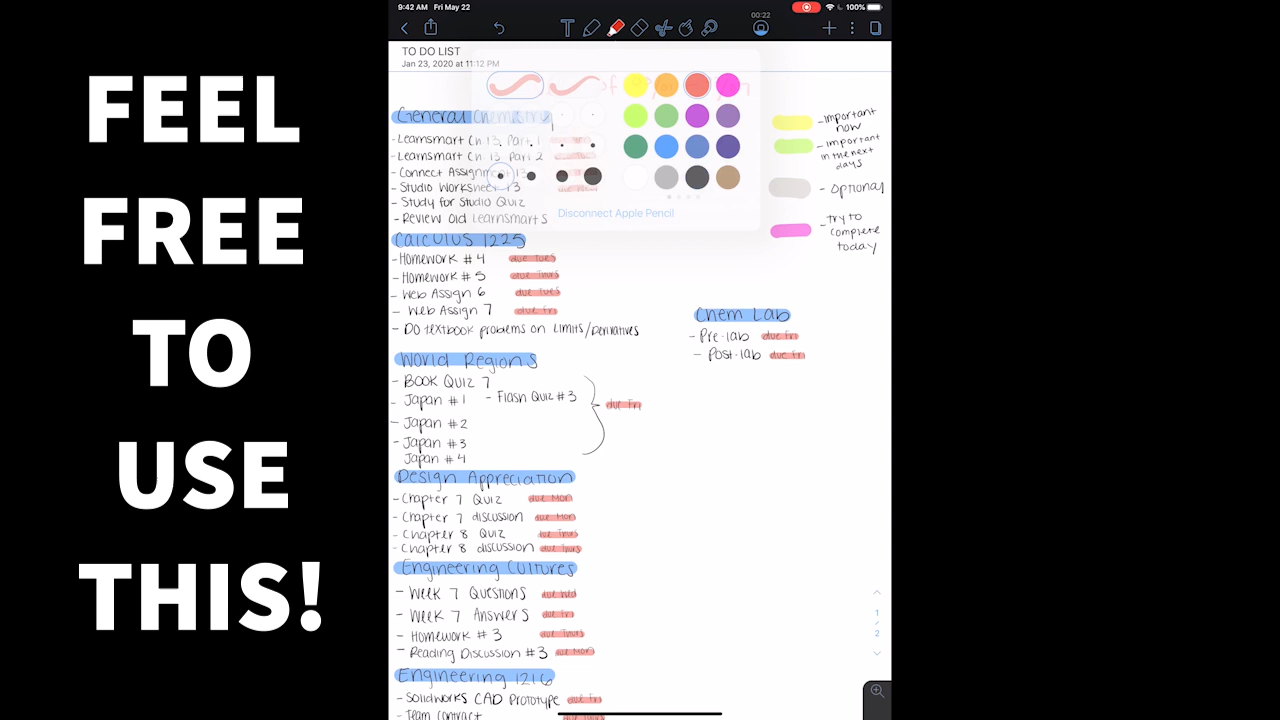 FEEL
FREE
TO
USE
THIS!
9:42 AM Fri May 22
100%
00:22
TO DO LIST
Jan 23, 2020 at 11:12 PM
General Chemistry
- Learnsmart Ch 13, Part 1
- Learnsmart Ch 13 Part 2
- Connect Assignment 13
- Studio Worksheet 13
- Study for Studio Quiz
- Review Old Learnsmarts
Disconnect Apple Pencil
- Important now
- important in the next days
- Optional
- try to complete today
Calculus 1225
- Homework #4 due Tues
- Homework #5 due Thurs
- Web Assign 6 due Tues
- Web Assign 7 due Fri
- DO textbook problems on Limits/Derivatives
Chem Lab
- Pre-lab due Fri
- Post-lab due Fri
World Regions
- BOOK QUIZ 7
- Japan #1 - Flash Quiz #3 due Fri
- Japan #2
- Japan #3
Japan #4
Design Appreciation
- Chapter 7 Quiz due Mon
- Chapter 7 discussion due Mon
- Chapter 8 Quiz due Thurs
- Chapter 8 discussion due Thurs
Engineering Cultures
- Week 7 Questions due Wed
- Week 7 Answers due Fri
- Homework #3 due Thurs
- Reading Discussion #3 due Mon
Engineering 1216
- Solidworks CAD Prototype due Fri
- Team contract
1
/
2